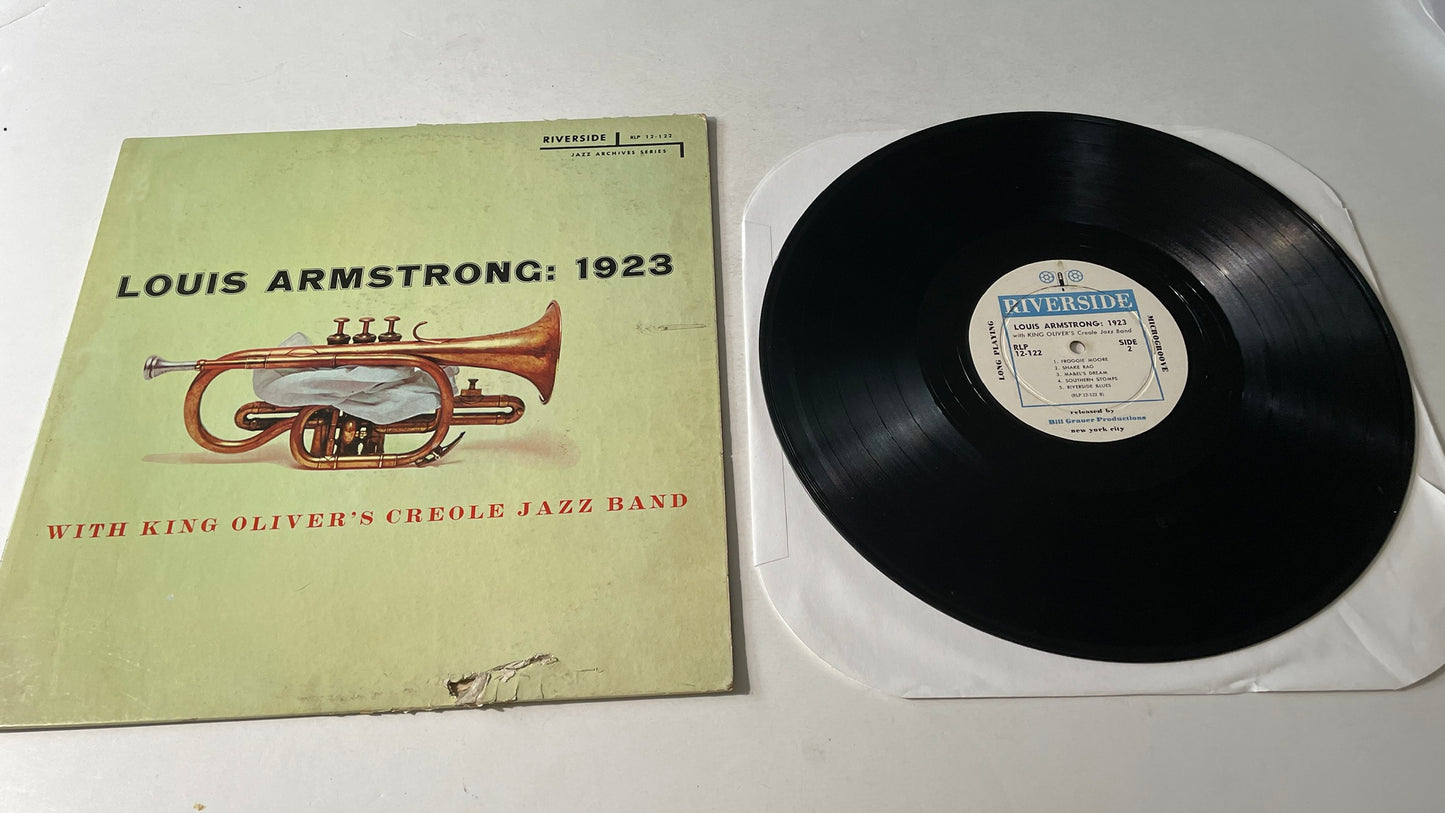 RIVERSIDE RLP 12-122
JAZZ ARCHIVES SERIES
LOUIS ARMSTRONG: 1923
WITH KING OLIVER'S CREOLE JAZZ BAND
RIVERSIDE
LOUIS ARMSTRONG: 1923
with KING OLIVER'S Creole Jazz Band
RLP
12-122
SIDE
2
LONG PLAYING
MICROGROOVE
1. FROGGIE MOORE
2. SNAKE RAG
3. MABEL'S DREAM
4. SOUTHERN STOMPS
5. RIVERSIDE BLUES
(RLP 12-122 B)
released by
Bill Grauer Productions
new york city